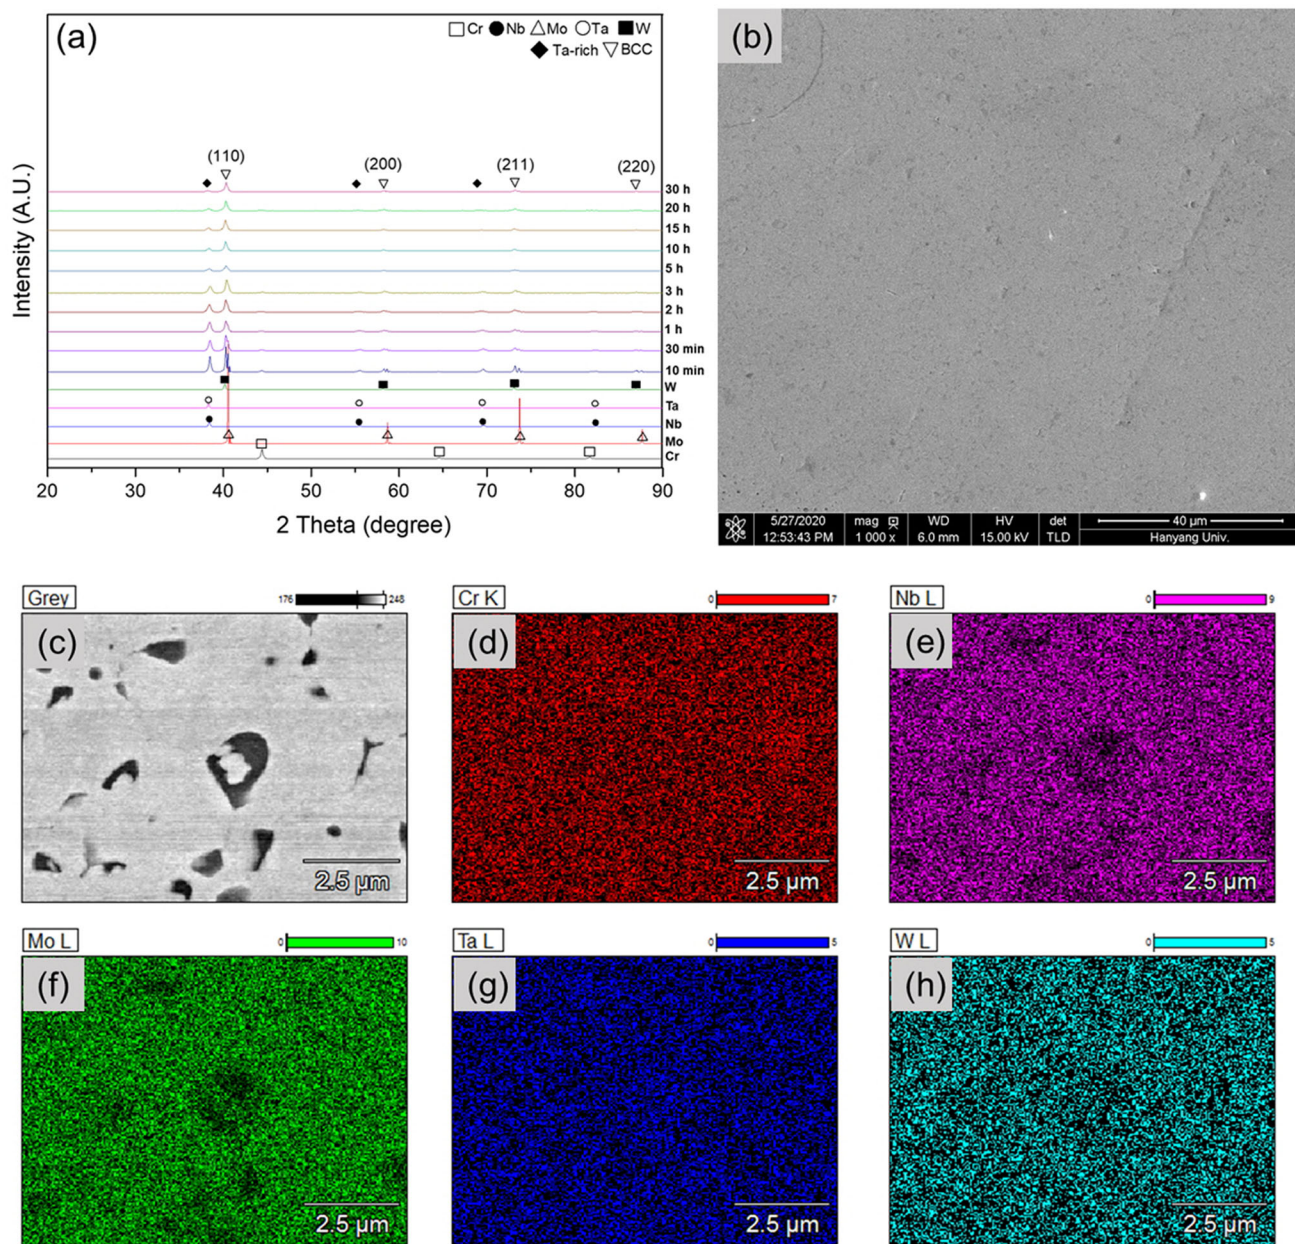 (a)
□ Cr ● Nb △ Mo ○ Ta ■ W
◆ Ta-rich ▽ BCC
(110)
(200)
(211)
(220)
30 h
20 h
15 h
10 h
5 h
3 h
2 h
1 h
30 min
10 min
W
Ta
Nb
Mo
Cr
Intensity (A.U.)
20 30 40 50 60 70 80 90
2 Theta (degree)
(b)
5/27/2020 mag WD HV det 40 µm
12:53:43 PM 1 000 x 6.0 mm 15.00 kV TLD Hanyang Univ.
Grey 176 248
(c)
2.5 µm
Cr K 0 7
(d)
2.5 µm
Nb L 0 9
(e)
2.5 µm
Mo L 0 10
(f)
2.5 µm
Ta L 0 5
(g)
2.5 µm
W L 0 5
(h)
2.5 µm